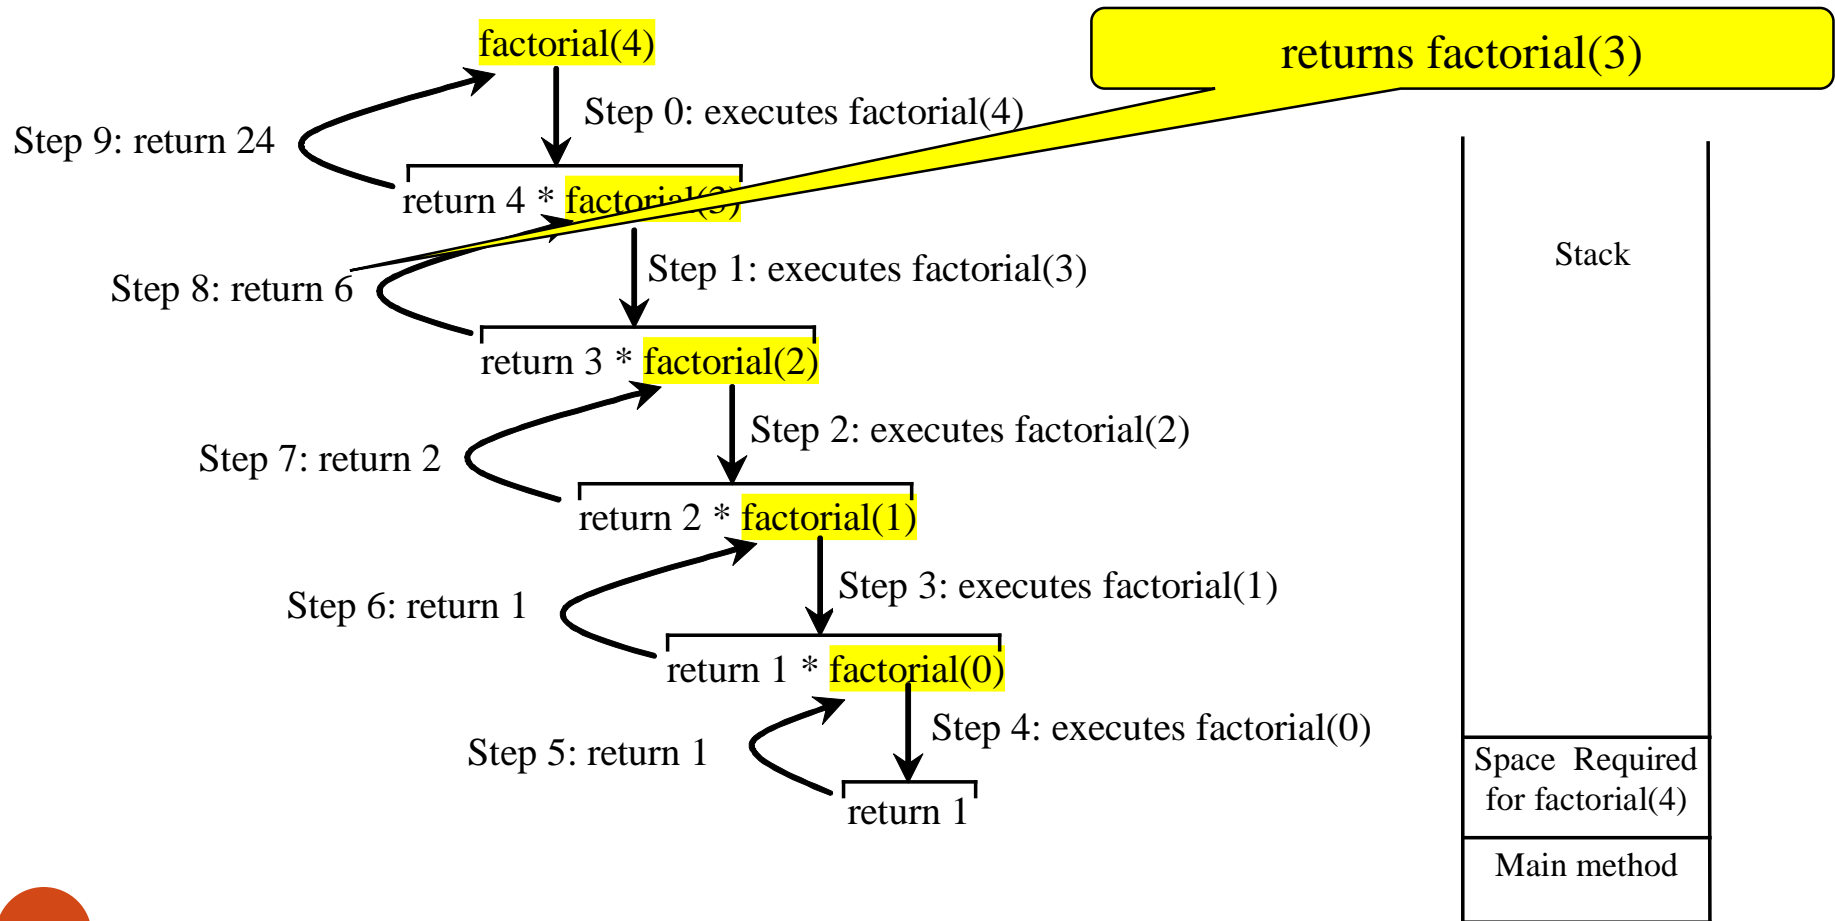 factorial(4)
returns factorial(3)
Step 0: executes factorial(4)
Step 9: return 24
return 4 * factorial(3)
Stack
Step 1: executes factorial(3)
Step 8: return 6
return 3 * factorial(2)
Step 2: executes factorial(2)
Step 7: return 2
return 2 * factorial(1)
Step 3: executes factorial(1)
Step 6: return 1
return 1 * factorial(0)
Step 4: executes factorial(0)
Step 5: return 1
return 1
Space Required
for factorial(4)
Main method